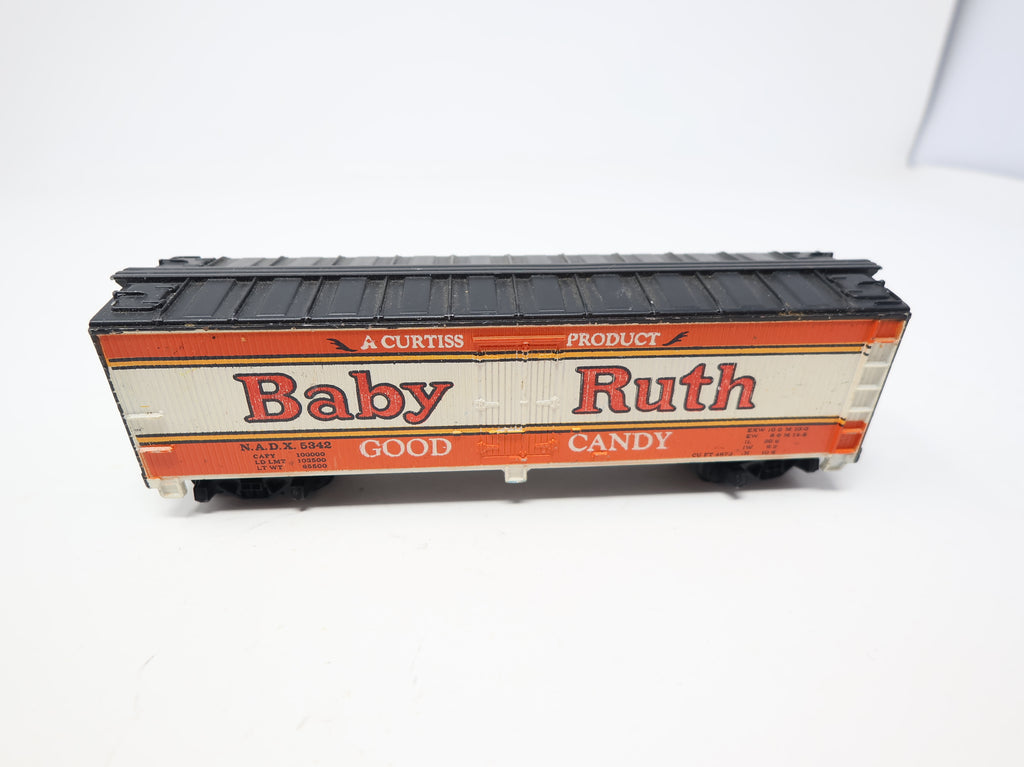 A CURTISS PRODUCT
Baby Ruth
GOOD CANDY
N.A.D.X. 5342
CAPY 100000
LD LMT 103500
LT WT 65500